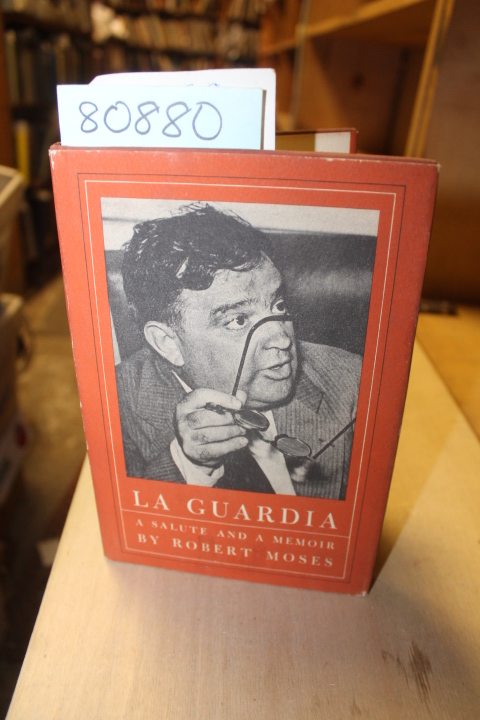 80880
LA GUARDIA
A SALUTE AND A MEMOIR
BY ROBERT MOSES